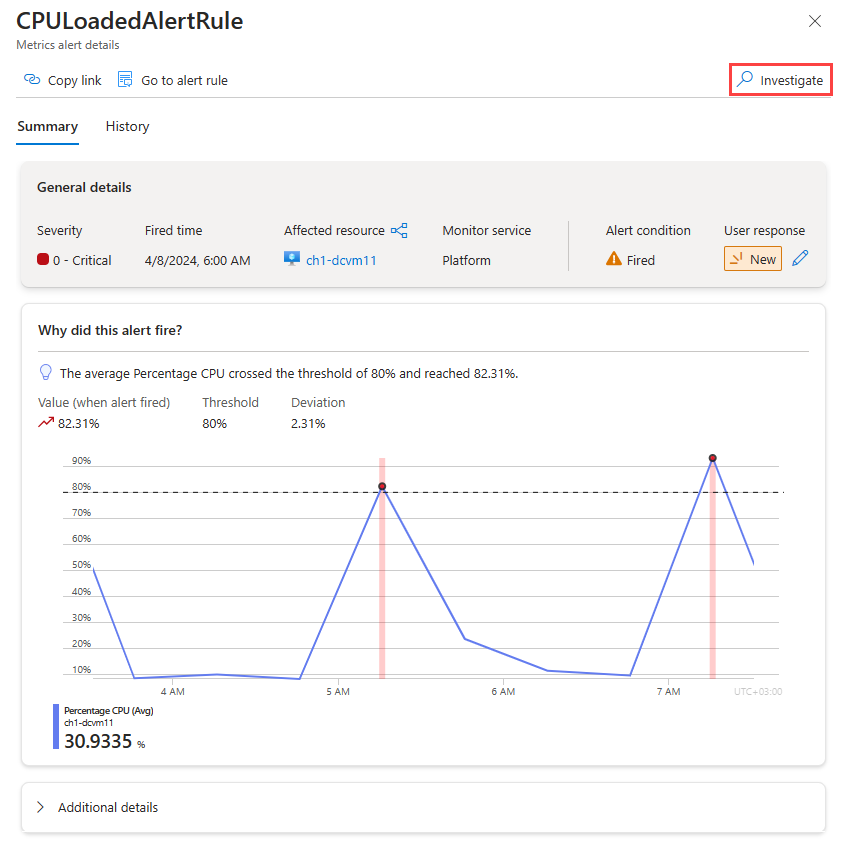 CPULoadedAlertRule
Metrics alert details
Copy link Go to alert rule Investigate
Summary History
General details
Severity Fired time Affected resource Monitor service Alert condition User response
0 - Critical 4/8/2024, 6:00 AM ch1-dcvm11 Platform Fired New
Why did this alert fire?
The average Percentage CPU crossed the threshold of 80% and reached 82.31%.
Value (when alert fired) Threshold Deviation
82.31% 80% 2.31%
90%
80%
70%
60%
50%
40%
30%
20%
10%
4 AM 5 AM 6 AM 7 AM UTC+03:00
Percentage CPU (Avg)
ch1-dcvm11
30.9335 %
Additional details